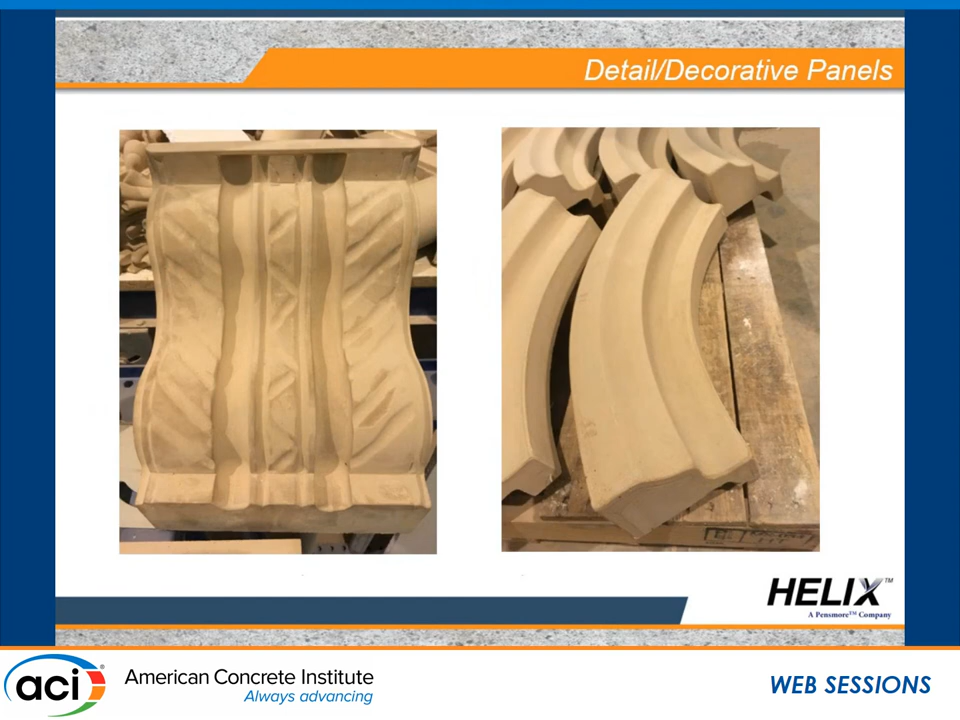 Detail/Decorative Panels
HELIX™
A Pensmore™ Company
aci®
American Concrete Institute
Always advancing
WEB SESSIONS